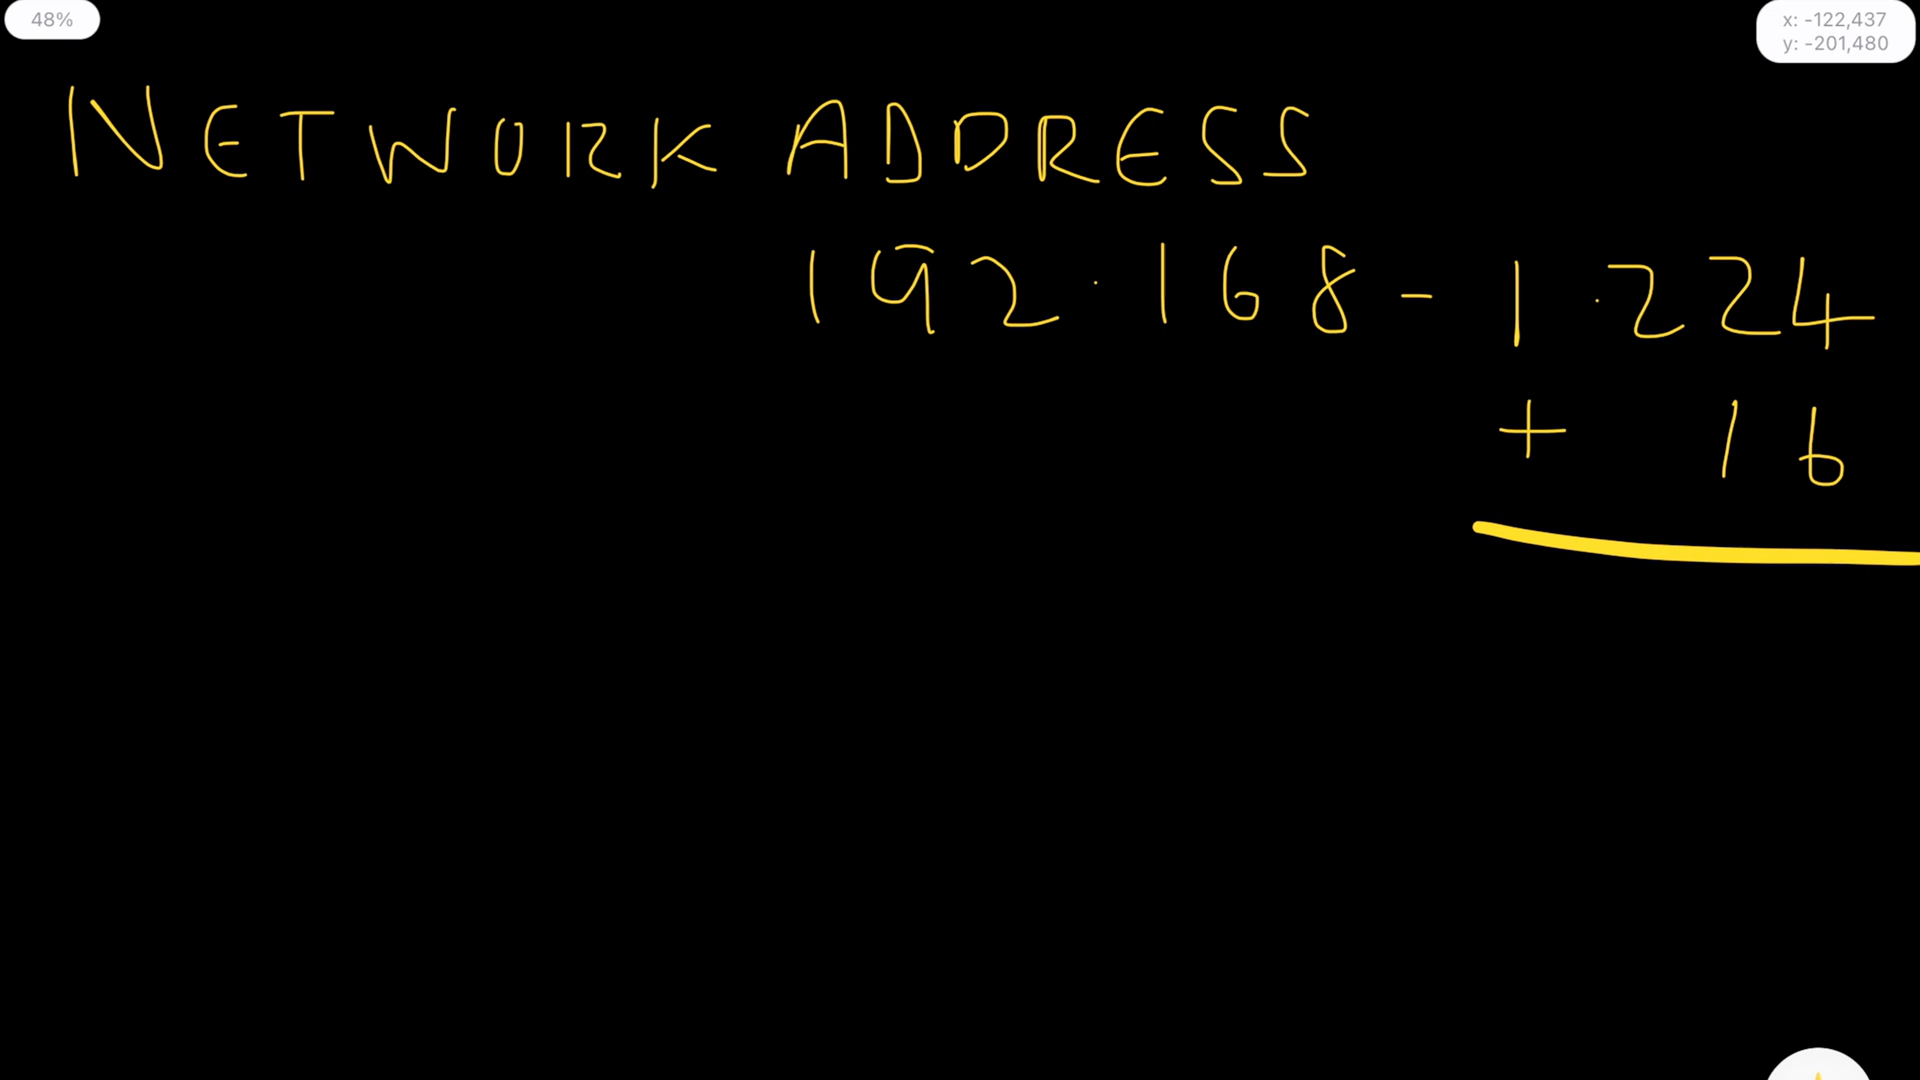 48%
x: -122,437
y: -201,480
NETWORK ADDRESS
192.168-1.224
+ 16